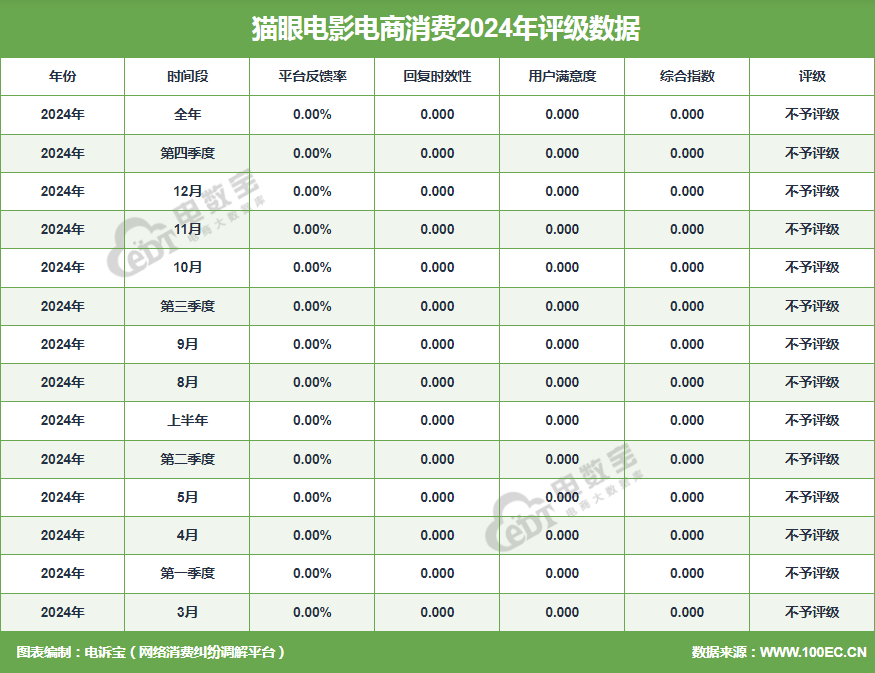 猫眼电影电商消费2024年评级数据
年份 时间段 平台反馈率 回复时效性 用户满意度 综合指数 评级
2024年 全年 0.00% 0.000 0.000 0.000 不予评级
2024年 第四季度 0.00% 0.000 0.000 0.000 不予评级
2024年 12月 0.00% 0.000 0.000 0.000 不予评级
2024年 11月 0.00% 0.000 0.000 0.000 不予评级
2024年 10月 0.00% 0.000 0.000 0.000 不予评级
2024年 第三季度 0.00% 0.000 0.000 0.000 不予评级
2024年 9月 0.00% 0.000 0.000 0.000 不予评级
2024年 8月 0.00% 0.000 0.000 0.000 不予评级
2024年 上半年 0.00% 0.000 0.000 0.000 不予评级
2024年 第二季度 0.00% 0.000 0.000 0.000 不予评级
2024年 5月 0.00% 0.000 0.000 0.000 不予评级
2024年 4月 0.00% 0.000 0.000 0.000 不予评级
2024年 第一季度 0.00% 0.000 0.000 0.000 不予评级
2024年 3月 0.00% 0.000 0.000 0.000 不予评级
图表编制：电诉宝（网络消费纠纷调解平台） 数据来源：WWW.100EC.CN
eDT 电数宝
电商大数据库
eDT 电数宝
电商大数据库